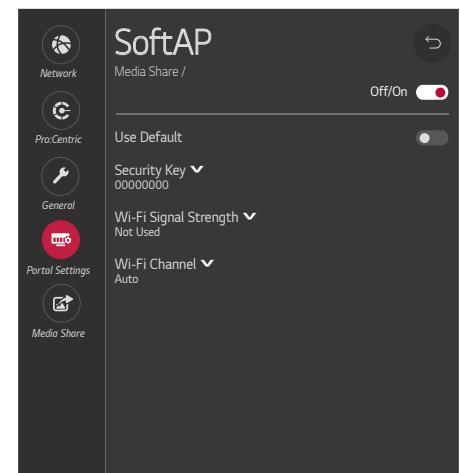 SoftAP
Media Share /
Off/On
Network
Pro:Centric
General
Portal Settings
Media Share
Use Default
Security Key
00000000
Wi-Fi Signal Strength
Not Used
Wi-Fi Channel
Auto